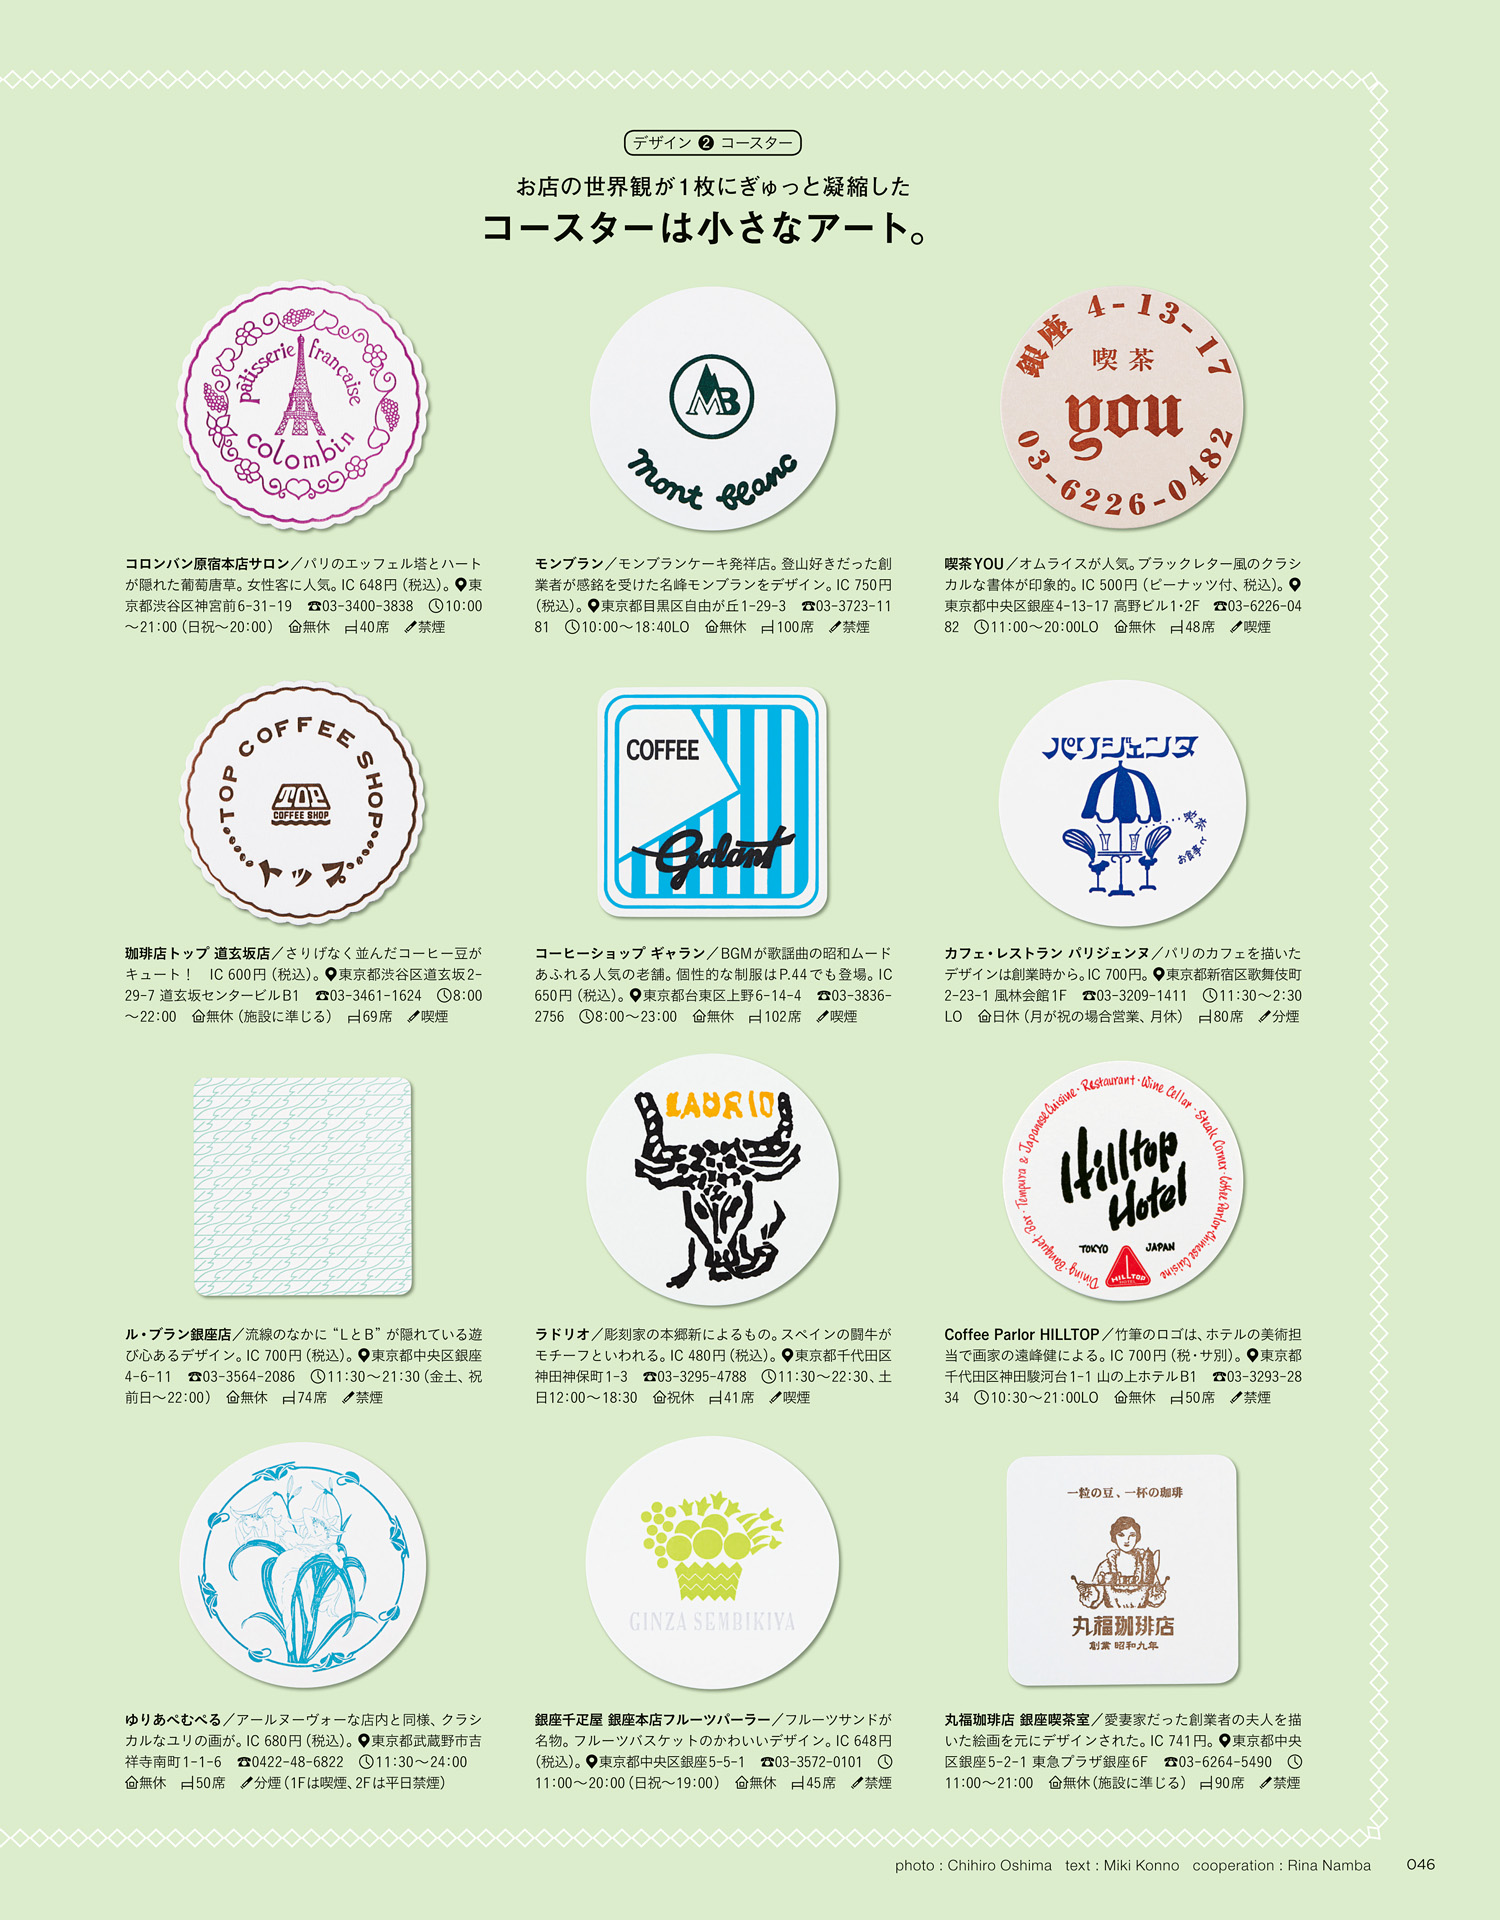 デザイン ❷ コースター
お店の世界観が1枚にぎゅっと凝縮した
コースターは小さなアート。
pâtisserie française
colombin
MB
mont blanc
銀座 4-13-17
喫茶
you
03-6226-0482
コロンバン原宿本店サロン／パリのエッフェル塔とハート
が隠れた葡萄唐草。女性客に人気。IC 648円（税込）。東
京都渋谷区神宮前6-31-19 ☎03-3400-3838 10:00
〜21:00（日祝〜20:00） 無休 40席 禁煙
モンブラン／モンブランケーキ発祥店。登山好きだった創
業者が感銘を受けた名峰モンブランをデザイン。IC 750円
（税込）。東京都目黒区自由が丘1-29-3 ☎03-3723-11
81 10:00〜18:40LO 無休 100席 禁煙
喫茶YOU／オムライスが人気。ブラックレター風のクラシ
カルな書体が印象的。IC 500円（ピーナッツ付、税込）。
東京都中央区銀座4-13-17 高野ビル1・2F ☎03-6226-04
82 11:00〜20:00LO 無休 48席 喫煙
TOP COFFEE SHOP
TOP
COFFEE SHOP
トップ
COFFEE
Galant
パリジェンヌ
喫茶
お食事と
珈琲店トップ 道玄坂店／さりげなく並んだコーヒー豆が
キュート！ IC 600円（税込）。東京都渋谷区道玄坂2-
29-7 道玄坂センタービルB1 ☎03-3461-1624 8:00
〜22:00 無休（施設に準じる） 69席 喫煙
コーヒーショップ ギャラン／BGMが歌謡曲の昭和ムード
あふれる人気の老舗。個性的な制服はP.44でも登場。IC
650円（税込）。東京都台東区上野6-14-4 ☎03-3836-
2756 8:00〜23:00 無休 102席 喫煙
カフェ・レストラン パリジェンヌ／パリのカフェを描いた
デザインは創業時から。IC 700円。東京都新宿区歌舞伎町
2-23-1 風林会館1F ☎03-3209-1411 11:30〜2:30
LO 日休（月が祝の場合営業、月休） 80席 分煙
LADRIO
Dining・Banquet・Bar・Tempura & Japanese Cuisine・Restaurant・Wine Cellar・Steak Corner・Coffee Parlor・Chinese Cuisine
Hilltop
Hotel
TOKYO JAPAN
HILLTOP
ル・ブラン銀座店／流線のなかに“LとB”が隠れている遊
び心あるデザイン。IC 700円（税込）。東京都中央区銀座
4-6-11 ☎03-3564-2086 11:30〜21:30（金土、祝
前日〜22:00） 無休 74席 禁煙
ラドリオ／彫刻家の本郷新によるもの。スペインの闘牛が
モチーフといわれる。IC 480円（税込）。東京都千代田区
神田神保町1-3 ☎03-3295-4788 11:30〜22:30、土
日12:00〜18:30 祝休 41席 喫煙
Coffee Parlor HILLTOP／竹筆のロゴは、ホテルの美術担
当で画家の遠峰健による。IC 700円（税・サ別）。東京都
千代田区神田駿河台1-1 山の上ホテルB1 ☎03-3293-28
34 10:30〜21:00LO 無休 50席 禁煙
GINZA SEMBIKIYA
一粒の豆、一杯の珈琲
丸福珈琲店
創業 昭和九年
ゆりあぺむぺる／アールヌーヴォーな店内と同様、クラシ
カルなユリの画が。IC 680円（税込）。東京都武蔵野市吉
祥寺南町1-1-6 ☎0422-48-6822 11:30〜24:00
無休 50席 分煙（1Fは喫煙、2Fは平日禁煙）
銀座千疋屋 銀座本店フルーツパーラー／フルーツサンドが
名物。フルーツバスケットのかわいいデザイン。IC 648円
（税込）。東京都中央区銀座5-5-1 ☎03-3572-0101
11:00〜20:00（日祝〜19:00） 無休 45席 禁煙
丸福珈琲店 銀座喫茶室／愛妻家だった創業者の夫人を描
いた絵画を元にデザインされた。IC 741円。東京都中央
区銀座5-2-1 東急プラザ銀座6F ☎03-6264-5490
11:00〜21:00 無休（施設に準じる） 90席 禁煙
photo : Chihiro Oshima text : Miki Konno cooperation : Rina Namba 046